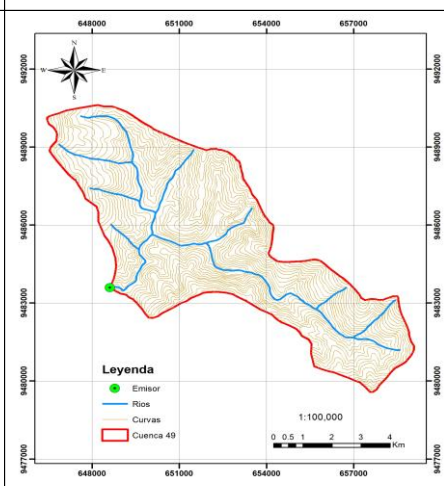 648000 651000 654000 657000
N
W E
S
9492000 9492000
9489000 9489000
9486000 9486000
9483000 9483000
9480000 9480000
9477000 9477000
Leyenda
Emisor
Rios
Curvas
Cuenca 49
1:100,000
0 0.5 1 2 3 4
Km
648000 651000 654000 657000